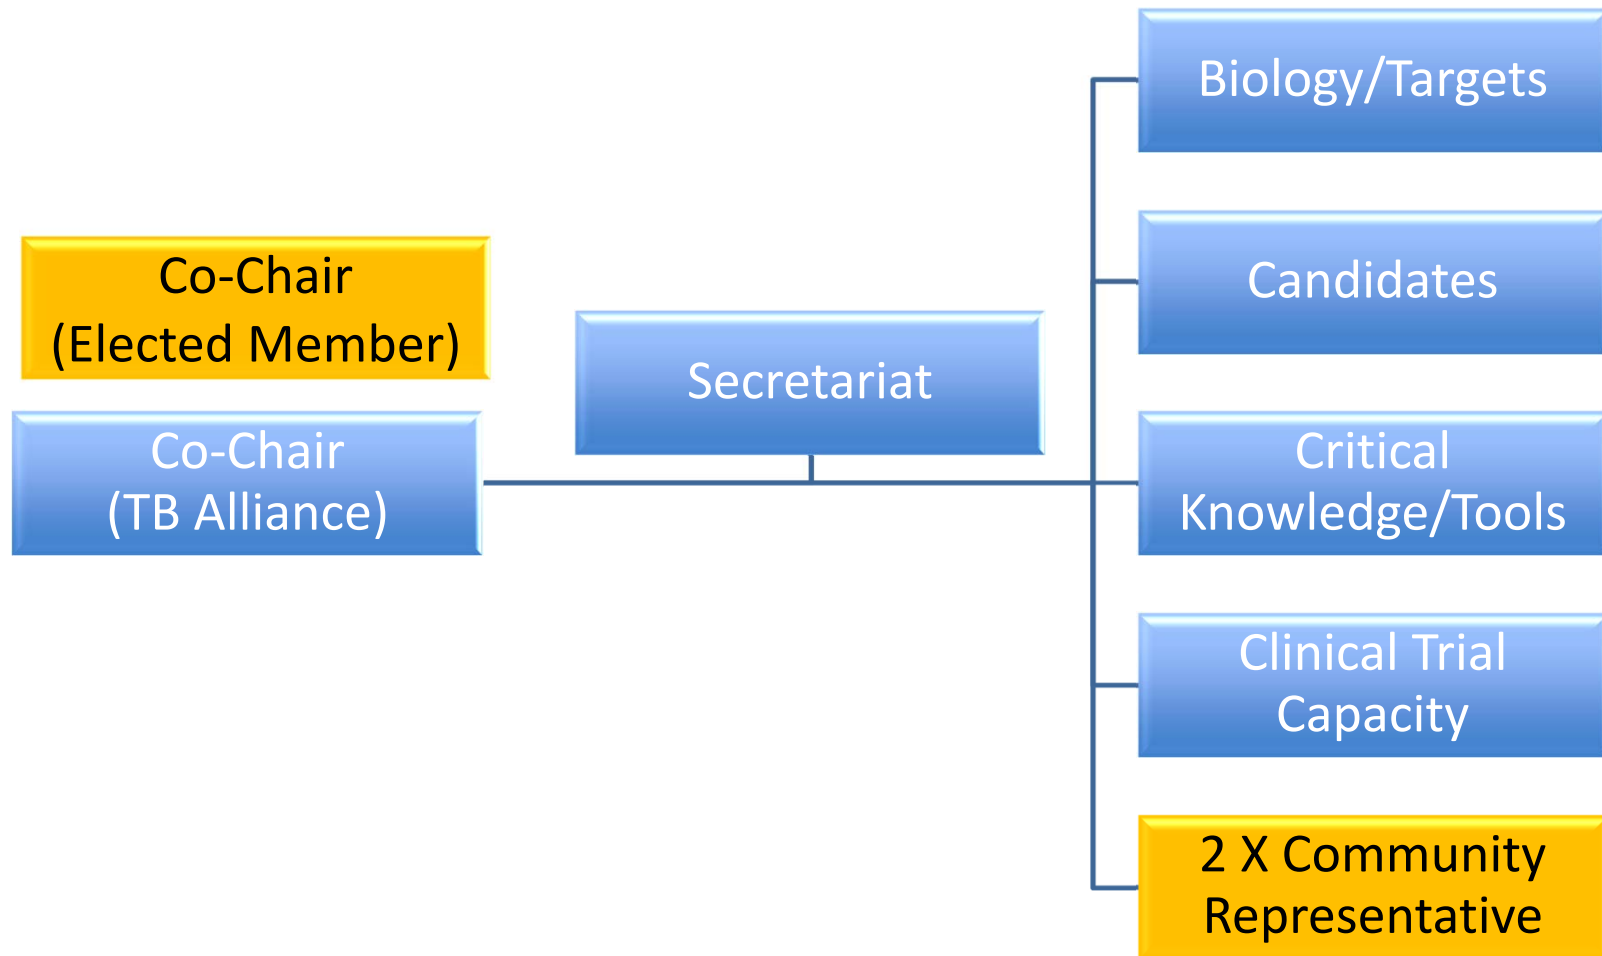 Co-Chair
(Elected Member)
Co-Chair
(TB Alliance)
Secretariat
Biology/Targets
Candidates
Critical
Knowledge/Tools
Clinical Trial
Capacity
2 X Community
Representative